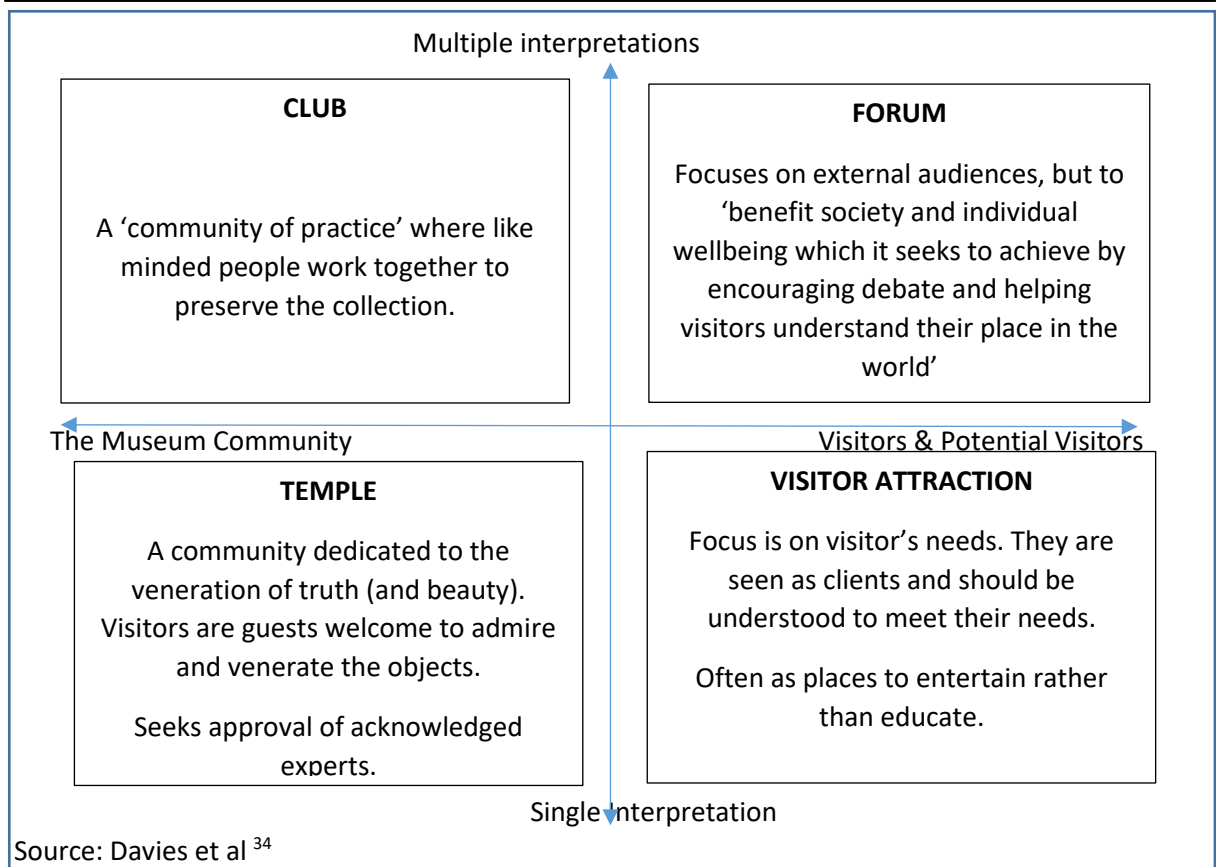 Multiple interpretations
CLUB
A ‘community of practice’ where like
minded people work together to
preserve the collection.
FORUM
Focuses on external audiences, but to
‘benefit society and individual
wellbeing which it seeks to achieve by
encouraging debate and helping
visitors understand their place in the
world’
The Museum Community
Visitors & Potential Visitors
TEMPLE
A community dedicated to the
veneration of truth (and beauty).
Visitors are guests welcome to admire
and venerate the objects.
Seeks approval of acknowledged
experts.
VISITOR ATTRACTION
Focus is on visitor’s needs. They are
seen as clients and should be
understood to meet their needs.
Often as places to entertain rather
than educate.
Single Interpretation
Source: Davies et al 34